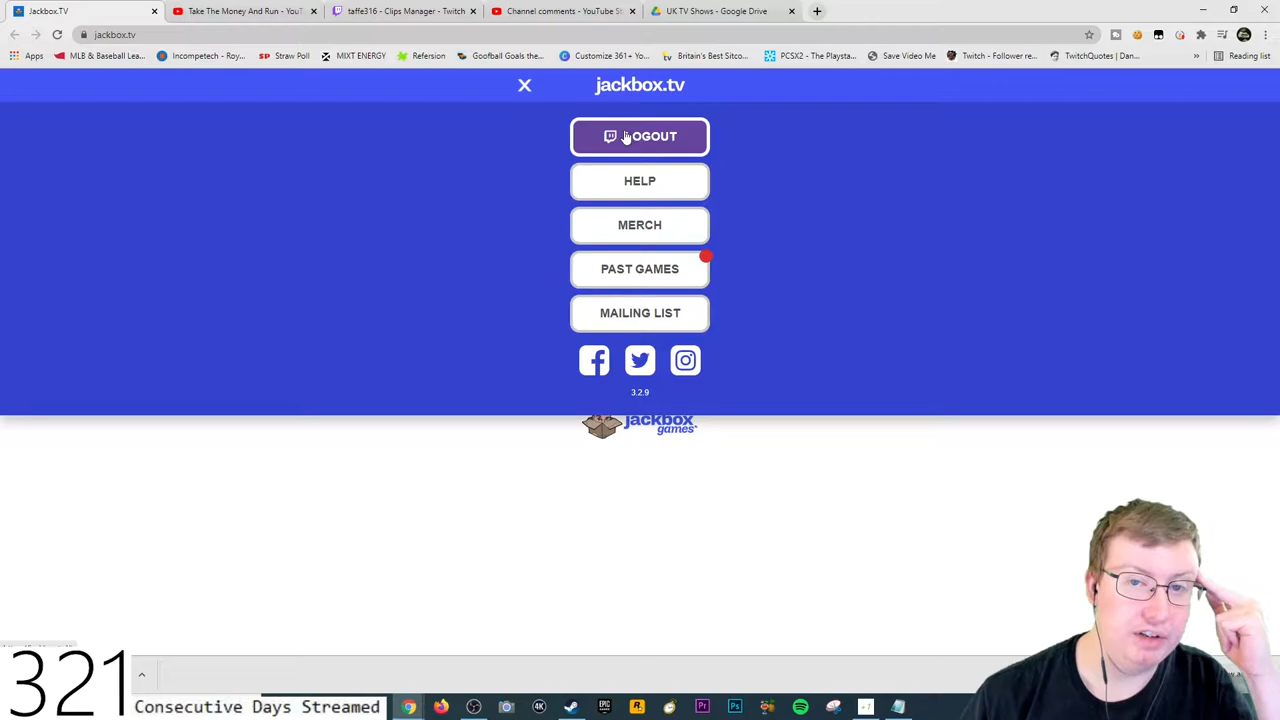 Jackbox.TV
Take The Money And Run - YouT
taffe316 - Clips Manager - Twitch
Channel comments - YouTube St
UK TV Shows - Google Drive
jackbox.tv
Apps
MLB & Baseball Lea...
Incompetech - Roy...
Straw Poll
MIXT ENERGY
Refersion
Goofball Goals the...
Customize 361+ Yo...
Britain's Best Sitco...
PCSX2 - The Playsta...
Save Video Me
Twitch - Follower re...
TwitchQuotes | Dan...
Reading list
jackbox.tv
LOGOUT
HELP
MERCH
PAST GAMES
MAILING LIST
3.2.9
jackbox
games
321
Consecutive Days Streamed